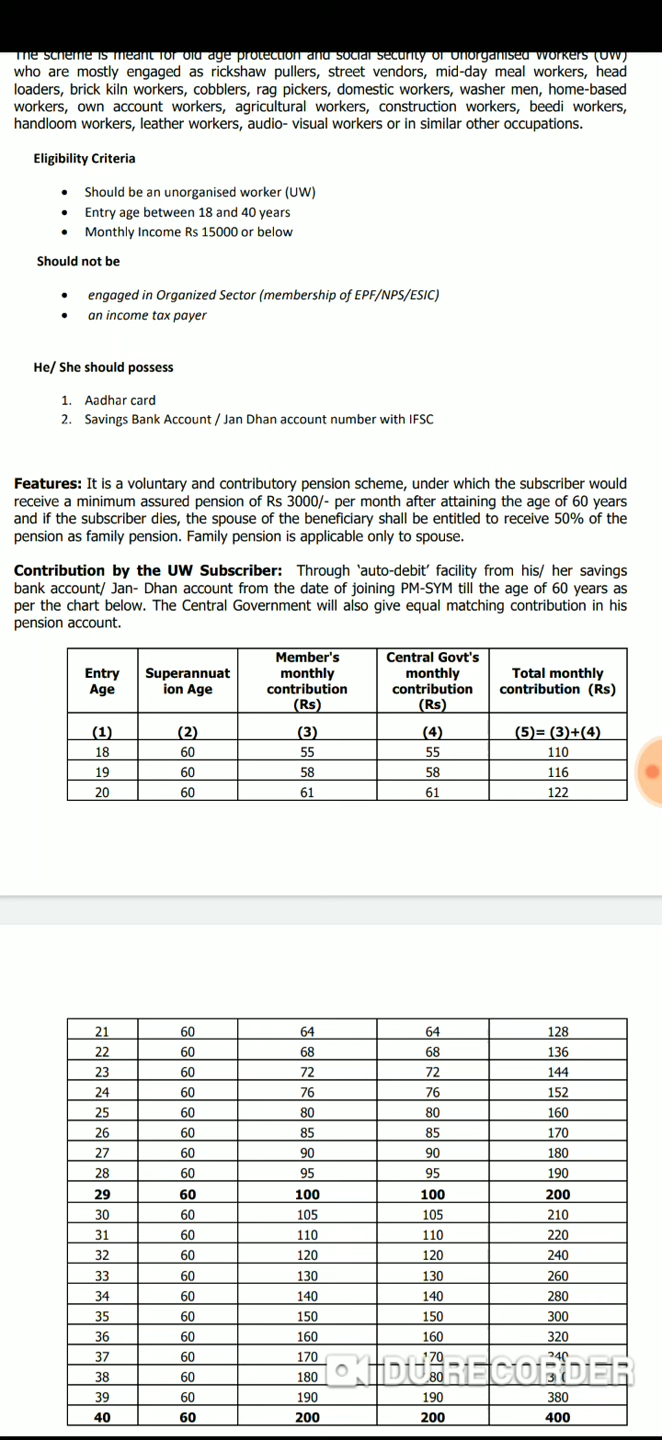 The scheme is meant for old age protection and social security of Unorganised Workers (UW)
who are mostly engaged as rickshaw pullers, street vendors, mid-day meal workers, head
loaders, brick kiln workers, cobblers, rag pickers, domestic workers, washer men, home-based
workers, own account workers, agricultural workers, construction workers, beedi workers,
handloom workers, leather workers, audio- visual workers or in similar other occupations.
Eligibility Criteria
• Should be an unorganised worker (UW)
• Entry age between 18 and 40 years
• Monthly Income Rs 15000 or below
Should not be
• engaged in Organized Sector (membership of EPF/NPS/ESIC)
• an income tax payer
He/ She should possess
1. Aadhar card
2. Savings Bank Account / Jan Dhan account number with IFSC
Features: It is a voluntary and contributory pension scheme, under which the subscriber would
receive a minimum assured pension of Rs 3000/- per month after attaining the age of 60 years
and if the subscriber dies, the spouse of the beneficiary shall be entitled to receive 50% of the
pension as family pension. Family pension is applicable only to spouse.
Contribution by the UW Subscriber: Through ‘auto-debit’ facility from his/ her savings
bank account/ Jan- Dhan account from the date of joining PM-SYM till the age of 60 years as
per the chart below. The Central Government will also give equal matching contribution in his
pension account.
Entry Age Superannuat ion Age Member's monthly contribution (Rs) Central Govt's monthly contribution (Rs) Total monthly contribution (Rs)
(1) (2) (3) (4) (5)= (3)+(4)
18 60 55 55 110
19 60 58 58 116
20 60 61 61 122
21 60 64 64 128
22 60 68 68 136
23 60 72 72 144
24 60 76 76 152
25 60 80 80 160
26 60 85 85 170
27 60 90 90 180
28 60 95 95 190
29 60 100 100 200
30 60 105 105 210
31 60 110 110 220
32 60 120 120 240
33 60 130 130 260
34 60 140 140 280
35 60 150 150 300
36 60 160 160 320
37 60 170
38 60 180
DU RECORDER
39 60 190 190 380
40 60 200 200 400